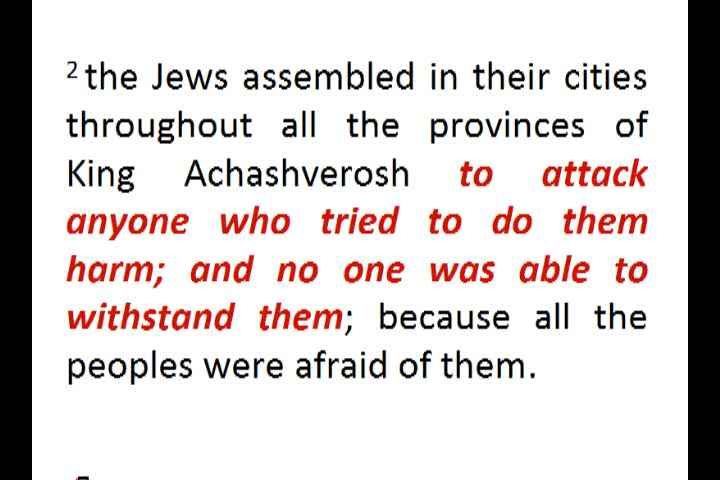 2 the Jews assembled in their cities
throughout all the provinces of
King Achashverosh to attack
anyone who tried to do them
harm; and no one was able to
withstand them; because all the
peoples were afraid of them.